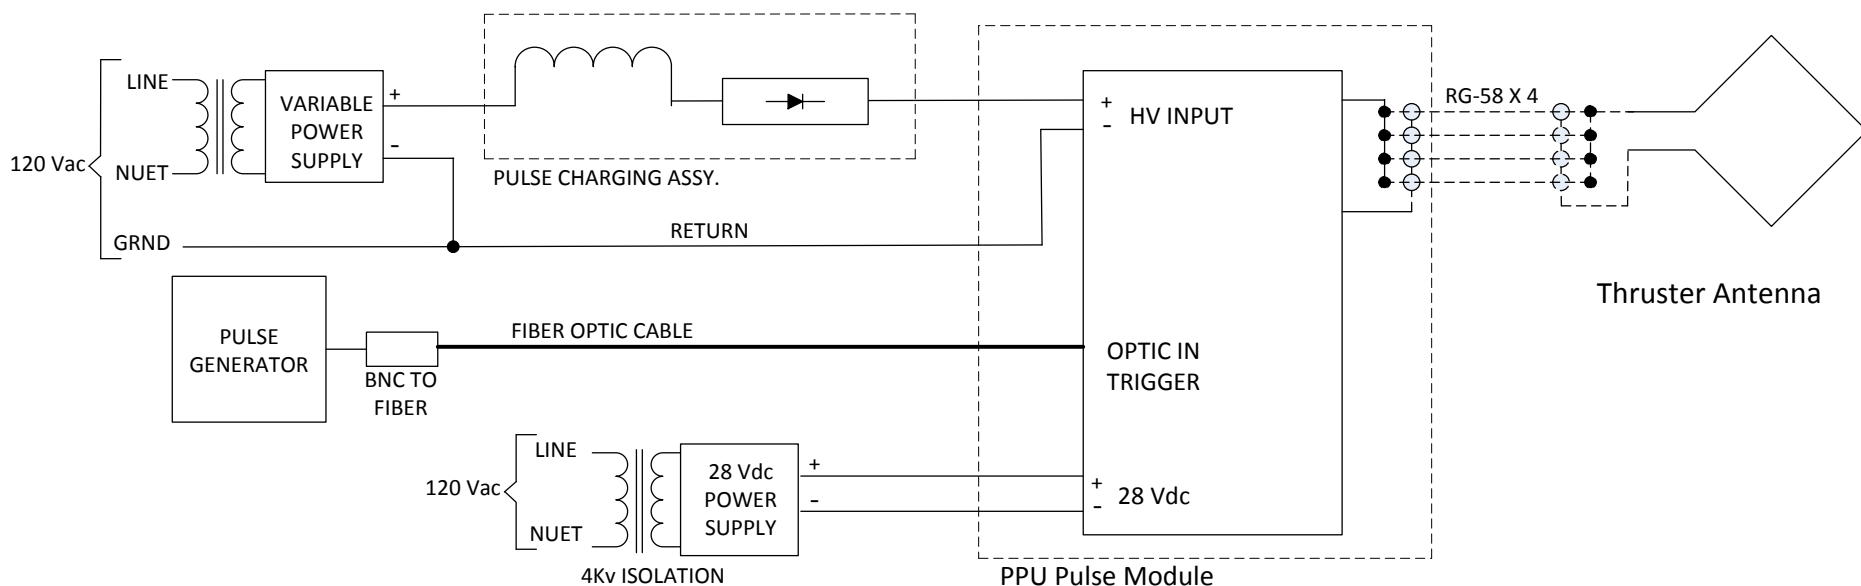 LINE
120 Vac
NUET
GRND
VARIABLE
POWER
SUPPLY
+
-
PULSE CHARGING ASSY.
RETURN
+
-
HV INPUT
RG-58 X 4
Thruster Antenna
PULSE
GENERATOR
BNC TO
FIBER
FIBER OPTIC CABLE
OPTIC IN
TRIGGER
LINE
120 Vac
NUET
4Kv ISOLATION
28 Vdc
POWER
SUPPLY
+
-
+
-
28 Vdc
PPU Pulse Module